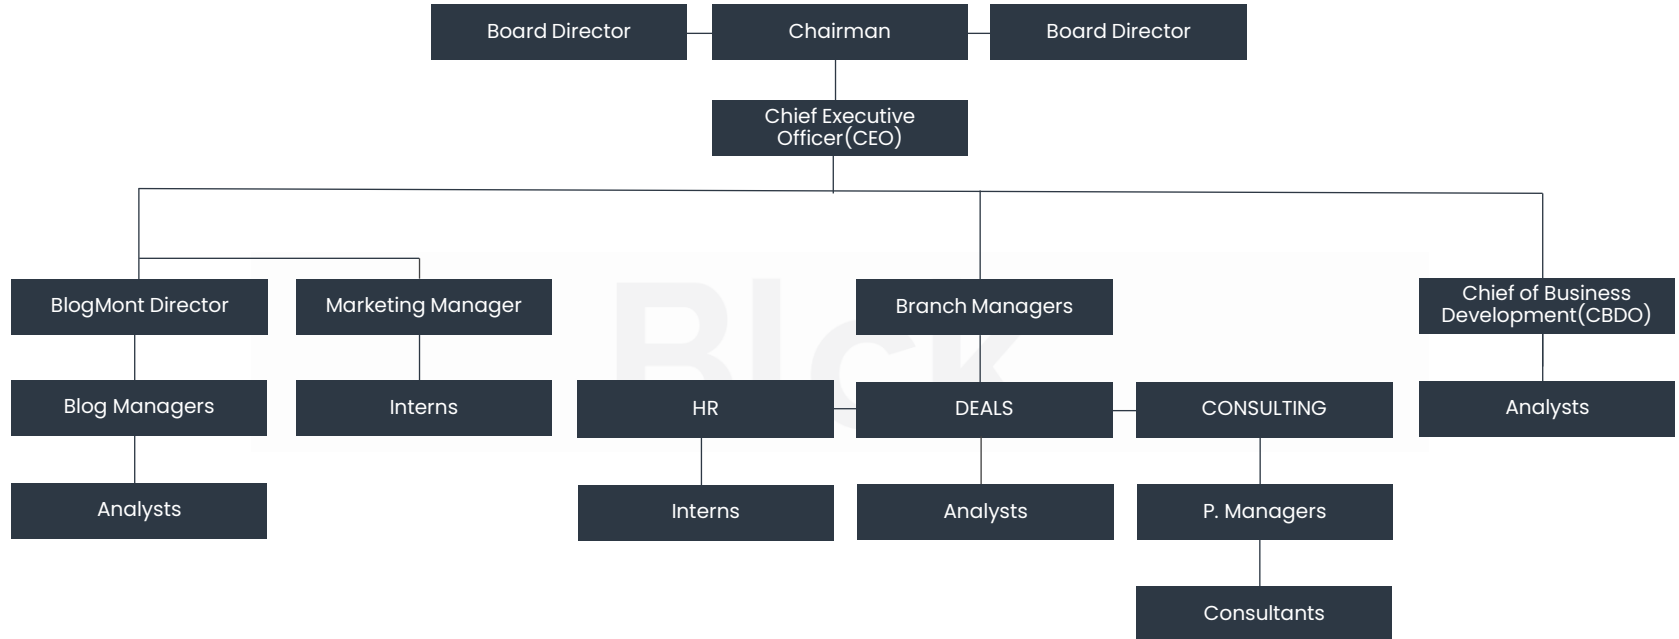 Board Director
Chairman
Board Director
Chief Executive
Officer(CEO)
BlogMont Director
Marketing Manager
Branch Managers
Chief of Business
Development(CBDO)
Blog Managers
Interns
HR
DEALS
CONSULTING
Analysts
Analysts
Interns
Analysts
P. Managers
Consultants